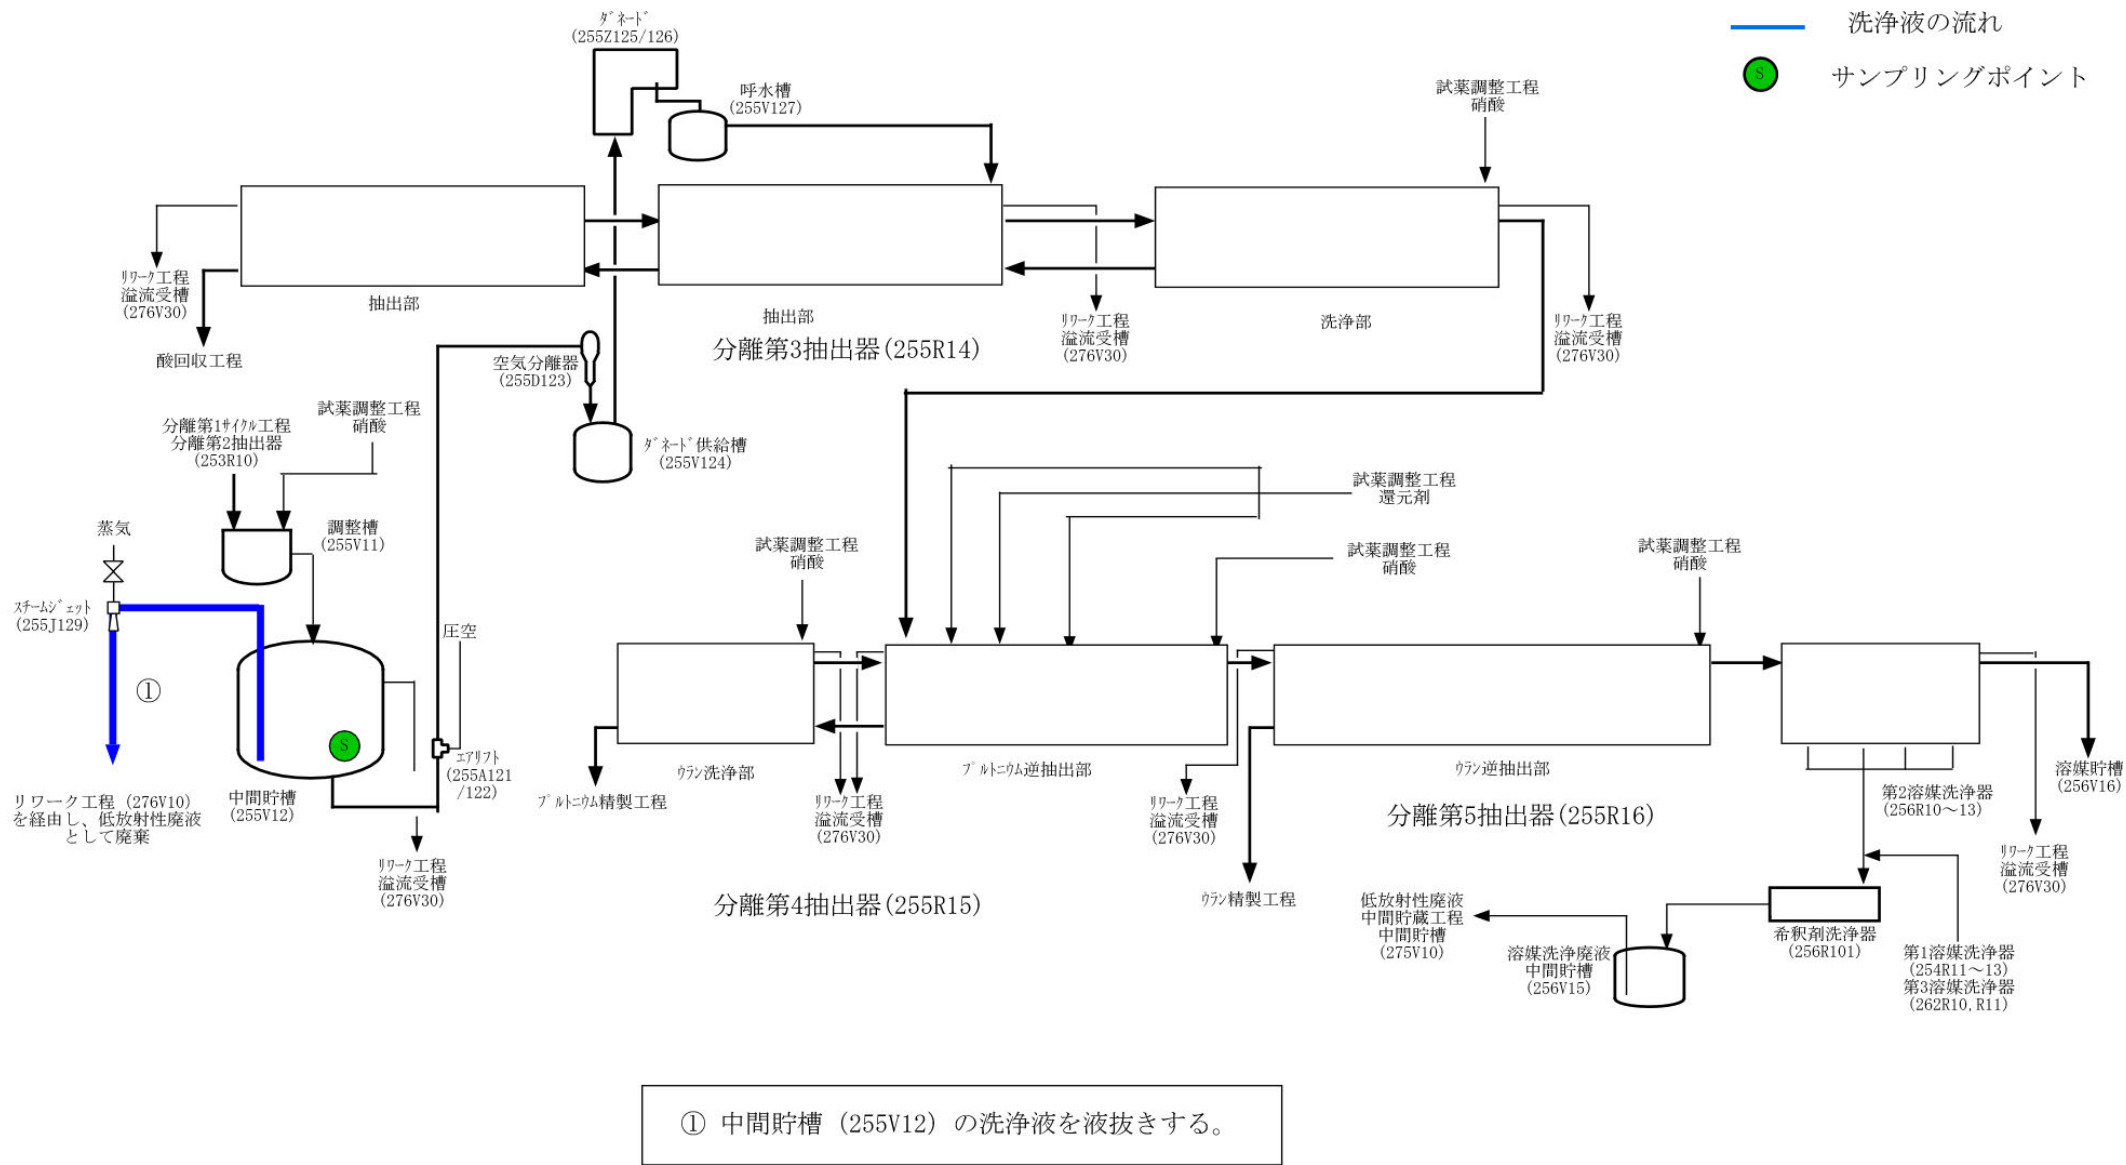 洗浄液の流れ
S
サンプリングポイント
ﾀﾞﾈｰﾄﾞ
(255Z125/126)
呼水槽
(255V127)
試薬調整工程
硝酸
ﾘﾜｰｸ工程
溢流受槽
(276V30)
酸回収工程
抽出部
抽出部
分離第3抽出器(255R14)
ﾘﾜｰｸ工程
溢流受槽
(276V30)
洗浄部
ﾘﾜｰｸ工程
溢流受槽
(276V30)
空気分離器
(255D123)
ﾀﾞﾈｰﾄﾞ供給槽
(255V124)
分離第1ｻｲｸﾙ工程
分離第2抽出器
(253R10)
試薬調整工程
硝酸
蒸気
調整槽
(255V11)
ｽﾁｰﾑｼﾞｪｯﾄ
(255J129)
①
S
リワーク工程 (276V10)
を経由し、低放射性廃液
として廃棄
中間貯槽
(255V12)
圧空
ｴｱﾘﾌﾄ
(255A121
/122)
ﾘﾜｰｸ工程
溢流受槽
(276V30)
試薬調整工程
還元剤
試薬調整工程
硝酸
試薬調整工程
硝酸
試薬調整工程
硝酸
ｳﾗﾝ洗浄部
ﾌﾟﾙﾄﾆｳﾑ逆抽出部
ｳﾗﾝ逆抽出部
ﾌﾟﾙﾄﾆｳﾑ精製工程
ﾘﾜｰｸ工程
溢流受槽
(276V30)
ﾘﾜｰｸ工程
溢流受槽
(276V30)
分離第5抽出器(255R16)
分離第4抽出器(255R15)
ｳﾗﾝ精製工程
第2溶媒洗浄器
(256R10～13)
溶媒貯槽
(256V16)
ﾘﾜｰｸ工程
溢流受槽
(276V30)
低放射性廃液
中間貯蔵工程
中間貯槽
(275V10)
溶媒洗浄廃液
中間貯槽
(256V15)
希釈剤洗浄器
(256R101)
第1溶媒洗浄器
(254R11～13)
第3溶媒洗浄器
(262R10,R11)
① 中間貯槽 (255V12) の洗浄液を液抜きする。